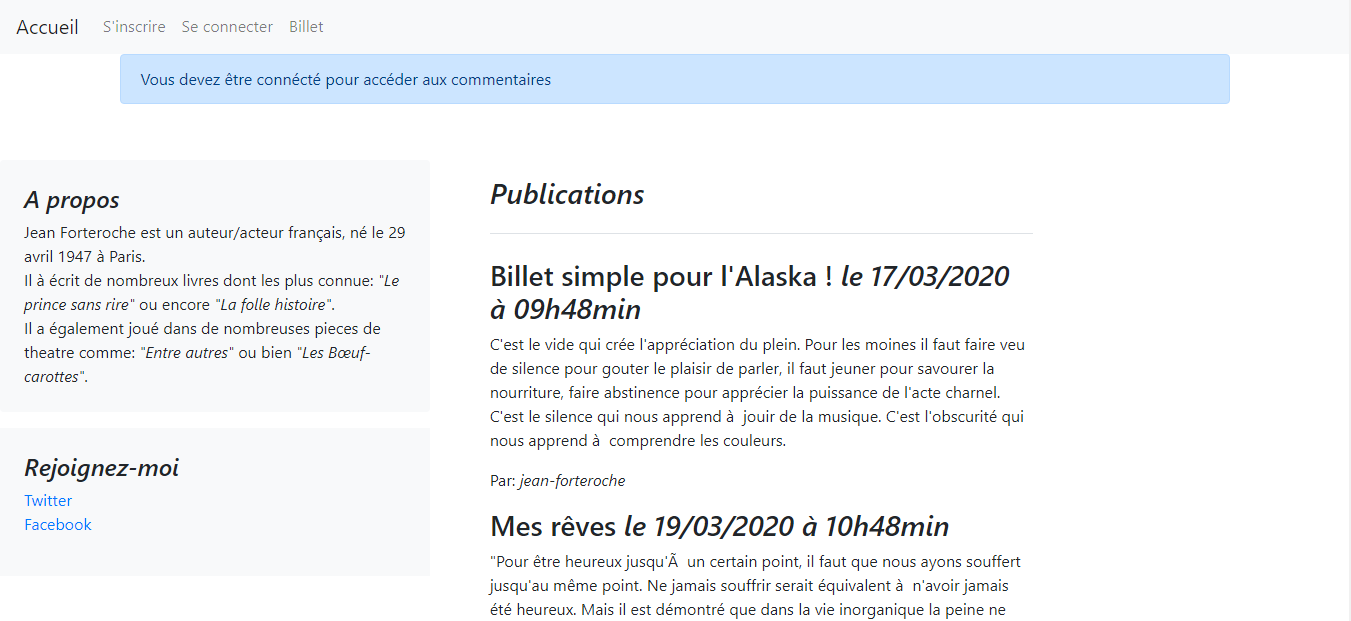 Accueil S'inscrire Se connecter Billet
Vous devez être connécté pour accéder aux commentaires
A propos
Jean Forteroche est un auteur/acteur français, né le 29
avril 1947 à Paris.
Il à écrit de nombreux livres dont les plus connue: "Le
prince sans rire" ou encore "La folle histoire".
Il a également joué dans de nombreuses pieces de
theatre comme: "Entre autres" ou bien "Les Bœuf-
carottes".
Rejoignez-moi
Twitter
Facebook
Publications
Billet simple pour l'Alaska ! le 17/03/2020
à 09h48min
C'est le vide qui crée l'appréciation du plein. Pour les moines il faut faire veu
de silence pour gouter le plaisir de parler, il faut jeuner pour savourer la
nourriture, faire abstinence pour apprécier la puissance de l'acte charnel.
C'est le silence qui nous apprend à  jouir de la musique. C'est l'obscurité qui
nous apprend à  comprendre les couleurs.
Par: jean-forteroche
Mes rêves le 19/03/2020 à 10h48min
"Pour être heureux jusqu'Ã  un certain point, il faut que nous ayons souffert
jusqu'au même point. Ne jamais souffrir serait équivalent à  n'avoir jamais
été heureux. Mais il est démontré que dans la vie inorganique la peine ne